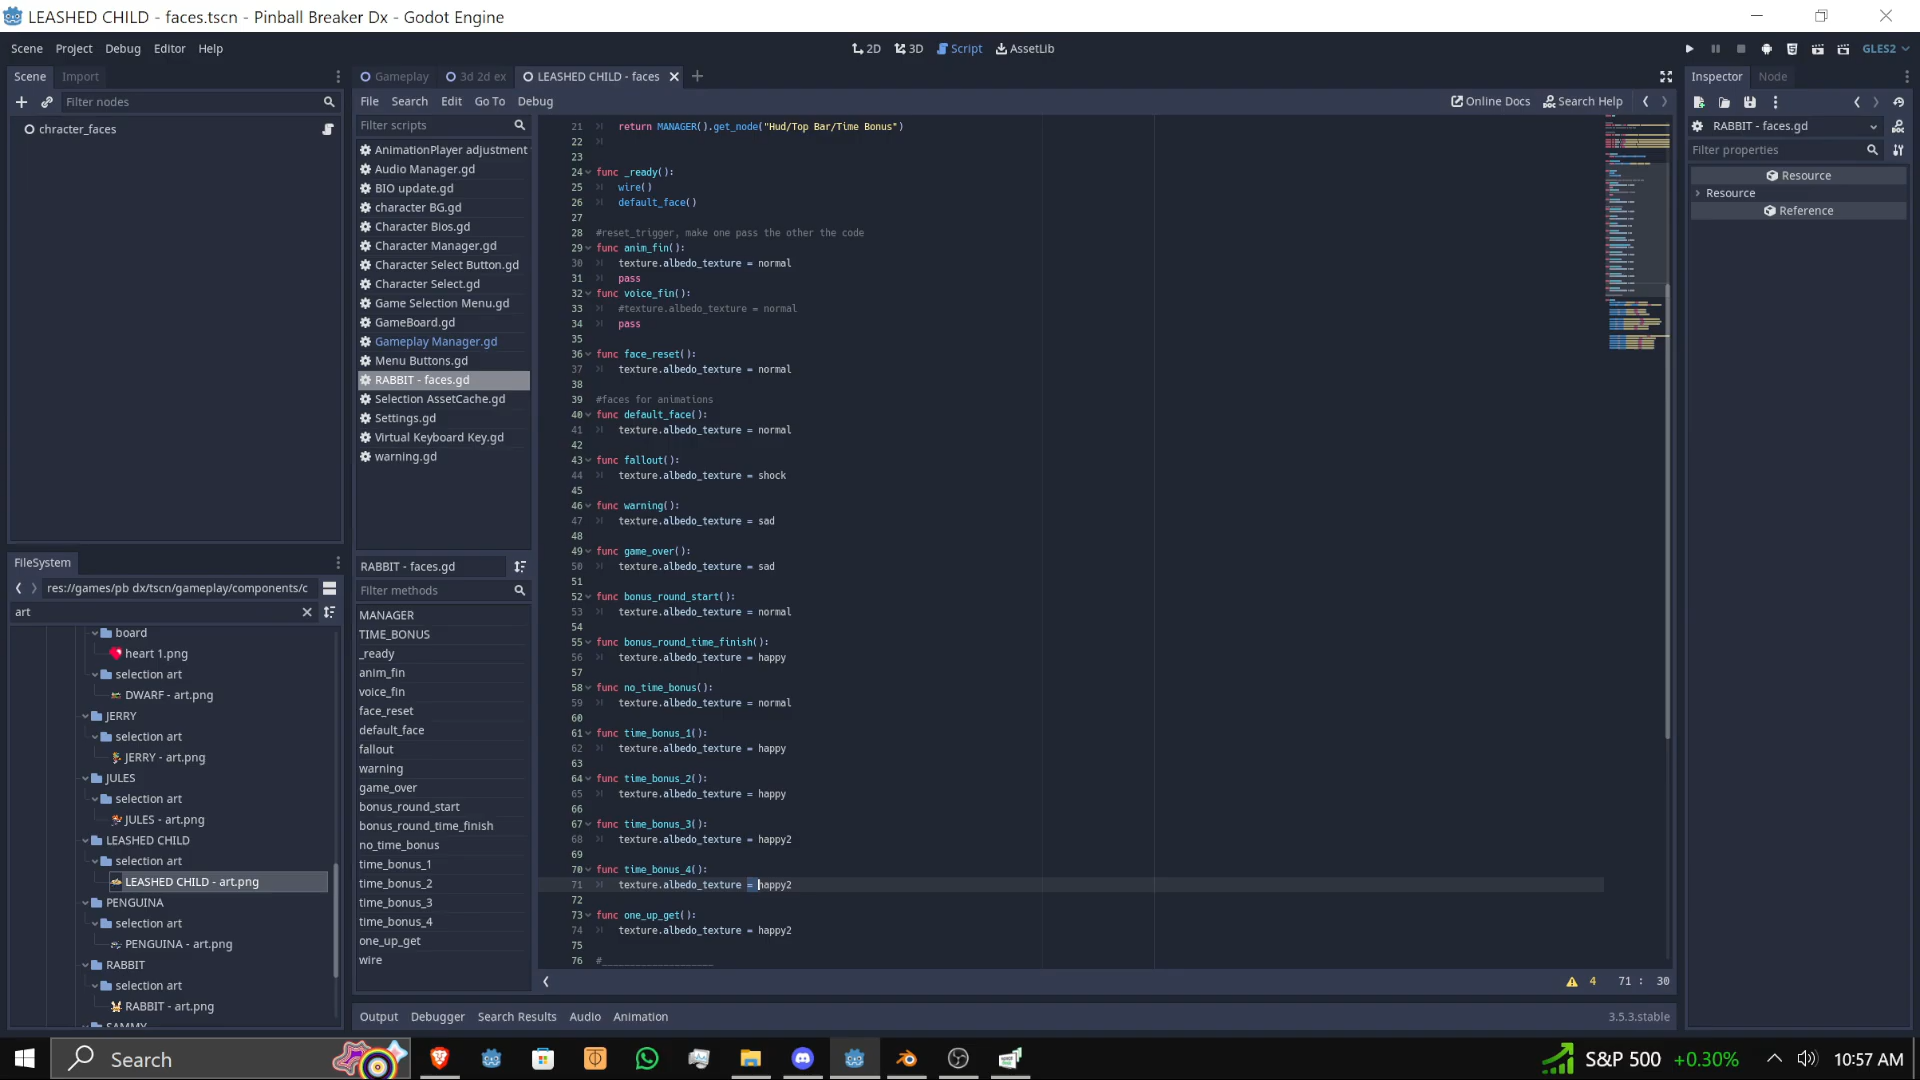 LEASHED CHILD - faces.tscn - Pinball Breaker Dx - Godot Engine
Scene Project Debug Editor Help
2D 3D Script AssetLib
GLES2
Scene Import
Filter nodes
chracter_faces
FileSystem
res://games/pb dx/tscn/gameplay/components/c
art
board
heart 1.png
selection art
DWARF - art.png
JERRY
selection art
JERRY - art.png
JULES
selection art
JULES - art.png
LEASHED CHILD
selection art
LEASHED CHILD - art.png
PENGUINA
selection art
PENGUINA - art.png
RABBIT
selection art
RABBIT - art.png
SAMMY
Gameplay 3d 2d ex LEASHED CHILD - faces
File Search Edit Go To Debug
Online Docs Search Help
Filter scripts
AnimationPlayer adjustment
Audio Manager.gd
BIO update.gd
character BG.gd
Character Bios.gd
Character Manager.gd
Character Select Button.gd
Character Select.gd
Game Selection Menu.gd
GameBoard.gd
Gameplay Manager.gd
Menu Buttons.gd
RABBIT - faces.gd
Selection AssetCache.gd
Settings.gd
Virtual Keyboard Key.gd
warning.gd
RABBIT - faces.gd
Filter methods
MANAGER
TIME_BONUS
_ready
anim_fin
voice_fin
face_reset
default_face
fallout
warning
game_over
bonus_round_start
bonus_round_time_finish
no_time_bonus
time_bonus_1
time_bonus_2
time_bonus_3
time_bonus_4
one_up_get
wire
21 return MANAGER().get_node("Hud/Top Bar/Time Bonus")
22
23
24 func _ready():
25 wire()
26 default_face()
27
28 #reset_trigger, make one pass the other the code
29 func anim_fin():
30 texture.albedo_texture = normal
31 pass
32 func voice_fin():
33 #texture.albedo_texture = normal
34 pass
35
36 func face_reset():
37 texture.albedo_texture = normal
38
39 #faces for animations
40 func default_face():
41 texture.albedo_texture = normal
42
43 func fallout():
44 texture.albedo_texture = shock
45
46 func warning():
47 texture.albedo_texture = sad
48
49 func game_over():
50 texture.albedo_texture = sad
51
52 func bonus_round_start():
53 texture.albedo_texture = normal
54
55 func bonus_round_time_finish():
56 texture.albedo_texture = happy
57
58 func no_time_bonus():
59 texture.albedo_texture = normal
60
61 func time_bonus_1():
62 texture.albedo_texture = happy
63
64 func time_bonus_2():
65 texture.albedo_texture = happy
66
67 func time_bonus_3():
68 texture.albedo_texture = happy2
69
70 func time_bonus_4():
71 texture.albedo_texture = happy2
72
73 func one_up_get():
74 texture.albedo_texture = happy2
75
76 #____________________
4 71 : 30
Output Debugger Search Results Audio Animation
3.5.3.stable
Inspector Node
RABBIT - faces.gd
Filter properties
Resource
Resource
Reference
Search
S&P 500 +0.30%
10:57 AM